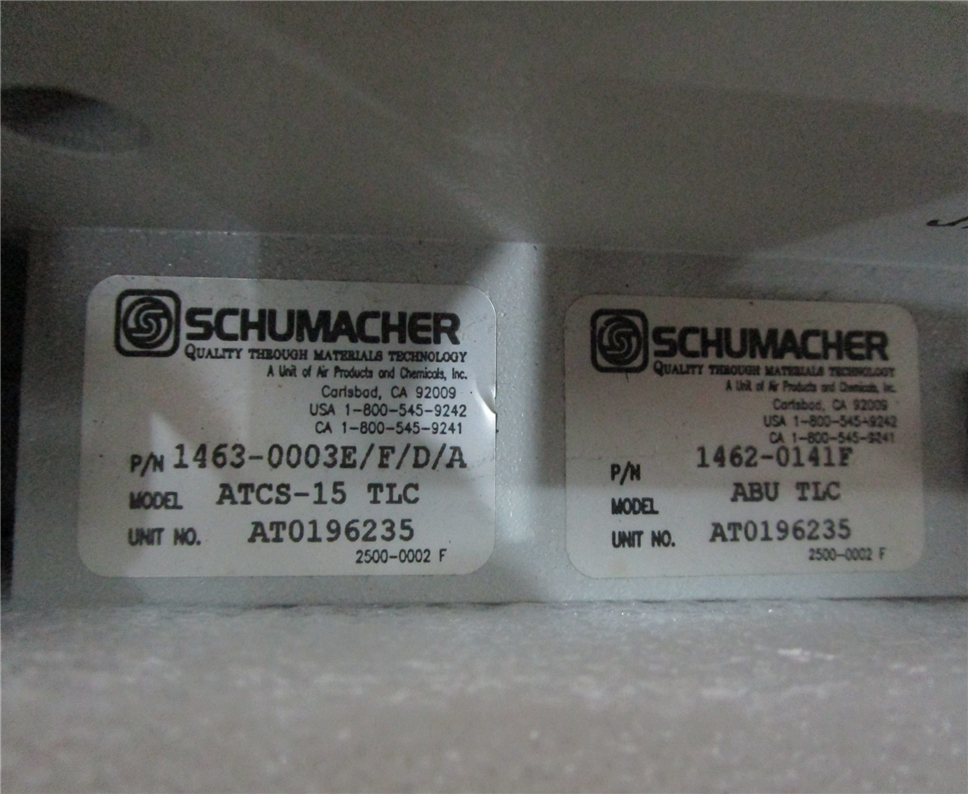 SCHUMACHER
QUALITY THROUGH MATERIALS TECHNOLOGY
A Unit of Air Products and Chemicals, Inc.
Carlsbad, CA 92009
USA 1-800-545-9242
CA 1-800-545-9241
P/N 1463-0003E/F/D/A
MODEL ATCS-15 TLC
UNIT NO. AT0196235
2500-0002 F
SCHUMACHER
QUALITY THROUGH MATERIALS TECHNOLOGY
A Unit of Air Products and Chemicals, Inc.
Carlsbad, CA 92009
USA 1-800-545-9242
CA 1-800-545-9241
P/N 1462-0141F
MODEL ABU TLC
UNIT NO. AT0196235
2500-0002 F